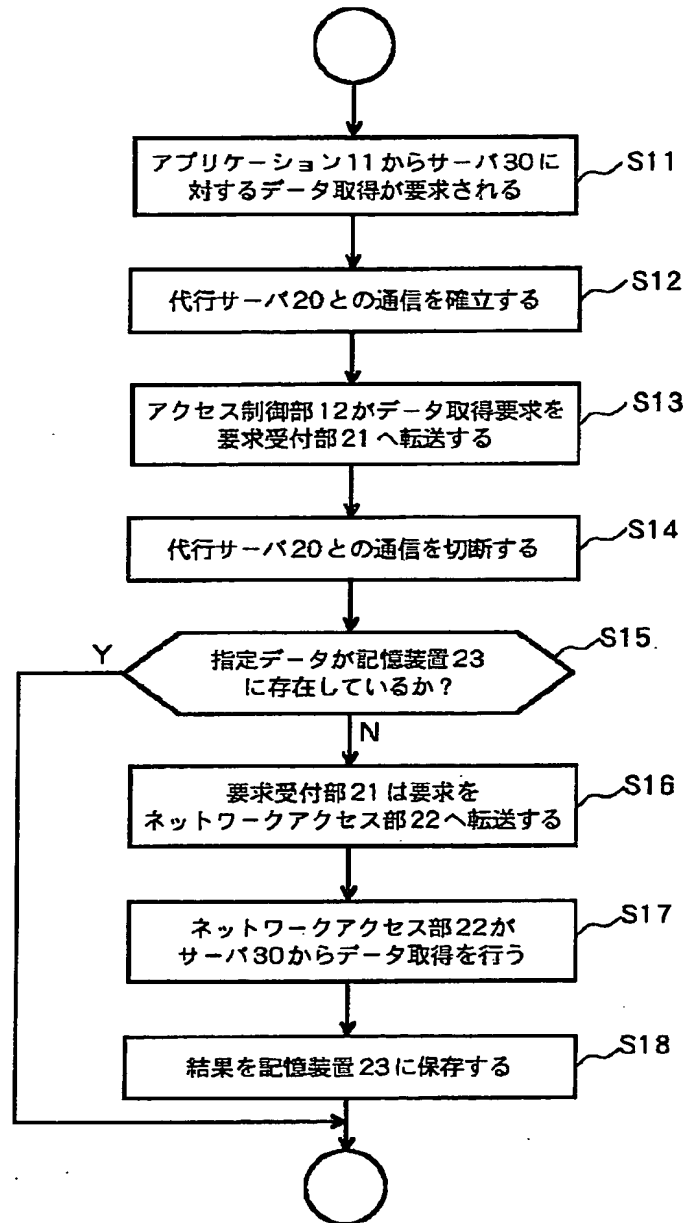 アプリケーション11からサーバ30に
対するデータ取得が要求される
S11
代行サーバ20との通信を確立する
S12
アクセス制御部12がデータ取得要求を
要求受付部21へ転送する
S13
代行サーバ20との通信を切断する
S14
指定データが記憶装置23
に存在しているか？
S15
Y
N
要求受付部21は要求を
ネットワークアクセス部22へ転送する
S16
ネットワークアクセス部22が
サーバ30からデータ取得を行う
S17
結果を記憶装置23に保存する
S18